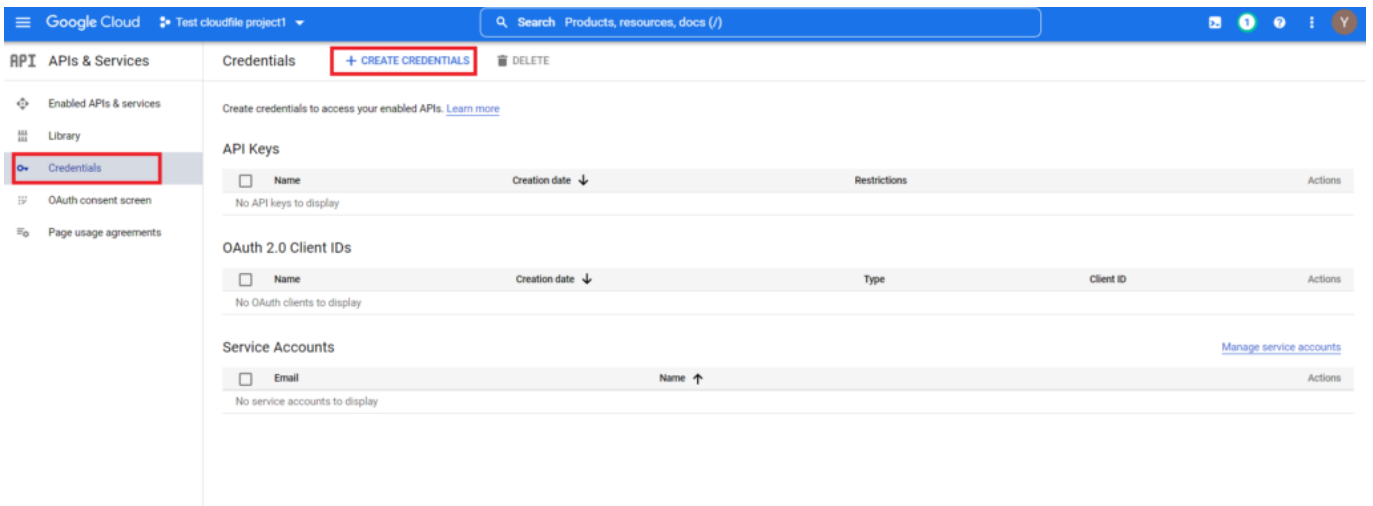 Google Cloud Test cloudfile project1 Search Products, resources, docs (/) 1 ? Y
API APIs & Services
Credentials + CREATE CREDENTIALS DELETE
Enabled APIs & services
Library
Credentials
OAuth consent screen
Page usage agreements
Create credentials to access your enabled APIs. Learn more
API Keys
Name Creation date Restrictions Actions
No API keys to display
OAuth 2.0 Client IDs
Name Creation date Type Client ID Actions
No OAuth clients to display
Service Accounts Manage service accounts
Email Name Actions
No service accounts to display